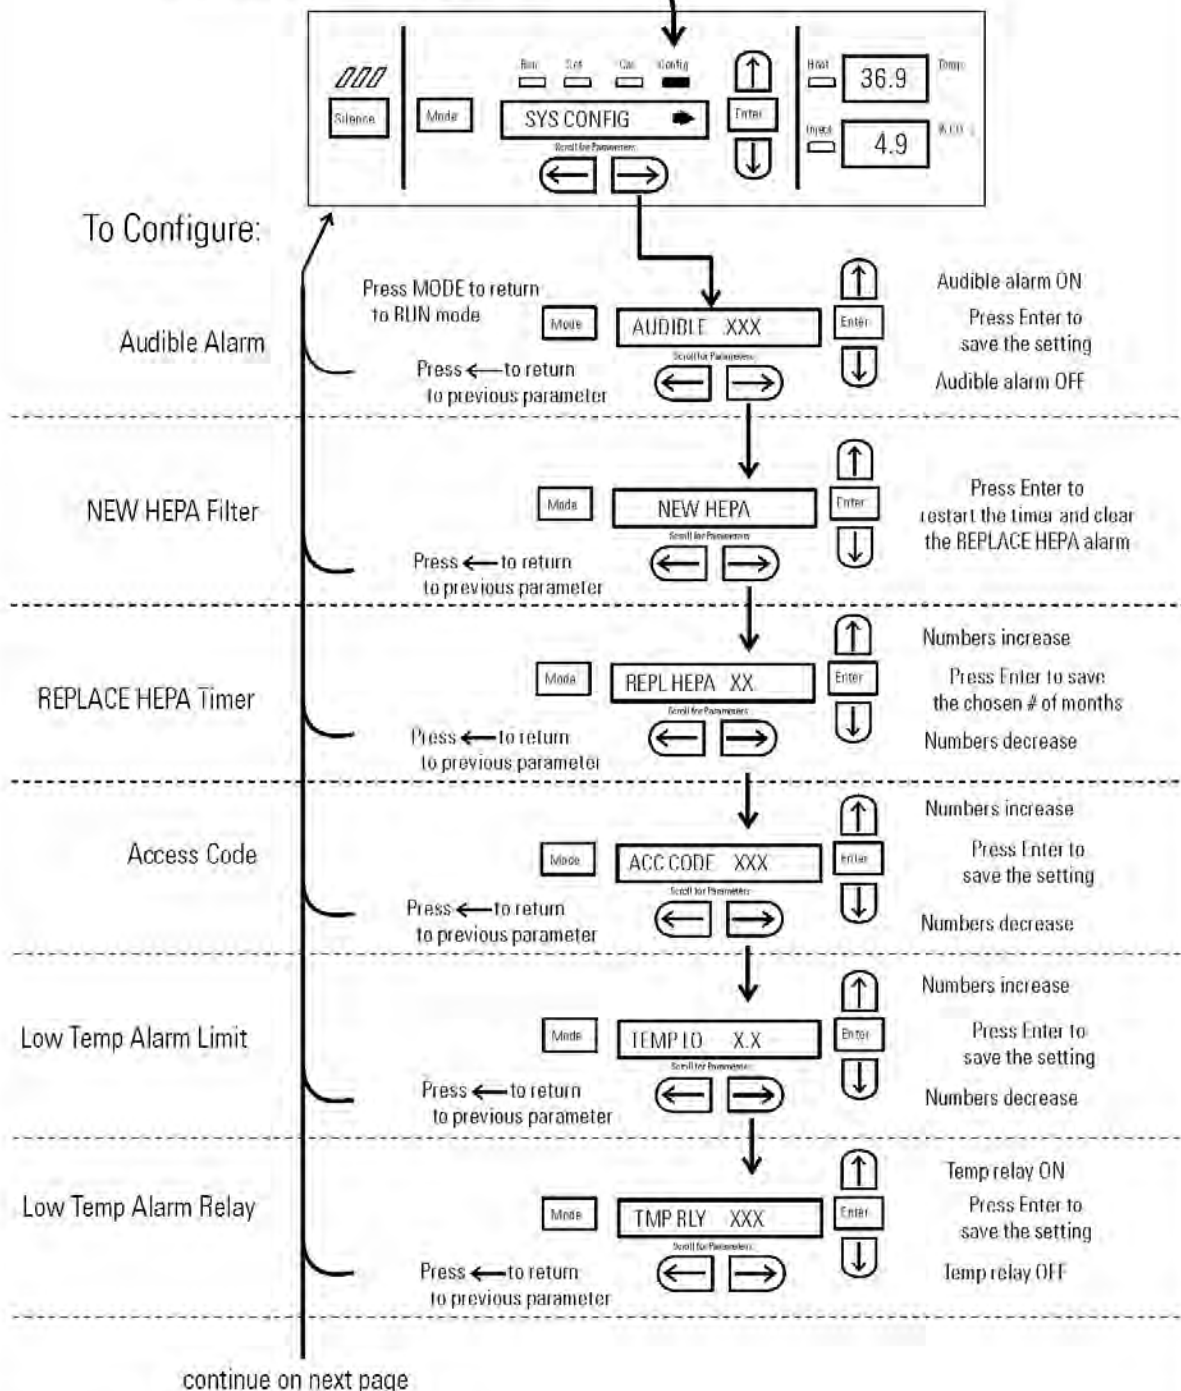 Run Set Cal Config
Silence
Mode
SYS CONFIG
Enter
Scroll for Parameters
Heat
36.9
Temp
Inject
4.9
% CO2
To Configure:
Audible Alarm
Press MODE to return
to RUN mode
Mode
AUDIBLE XXX
Enter
Scroll for Parameters
Press ← to return
to previous parameter
Audible alarm ON
Press Enter to
save the setting
Audible alarm OFF
NEW HEPA Filter
Mode
NEW HEPA
Enter
Scroll for Parameters
Press ← to return
to previous parameter
Press Enter to
restart the timer and clear
the REPLACE HEPA alarm
REPLACE HEPA Timer
Mode
REPL HEPA XX
Enter
Scroll for Parameters
Press ← to return
to previous parameter
Numbers increase
Press Enter to save
the chosen # of months
Numbers decrease
Access Code
Mode
ACC CODE XXX
Enter
Scroll for Parameters
Press ← to return
to previous parameter
Numbers increase
Press Enter to
save the setting
Numbers decrease
Low Temp Alarm Limit
Mode
TEMP LO X.X
Enter
Scroll for Parameters
Press ← to return
to previous parameter
Numbers increase
Press Enter to
save the setting
Numbers decrease
Low Temp Alarm Relay
Mode
TMP RLY XXX
Enter
Scroll for Parameters
Press ← to return
to previous parameter
Temp relay ON
Press Enter to
save the setting
Temp relay OFF
continue on next page